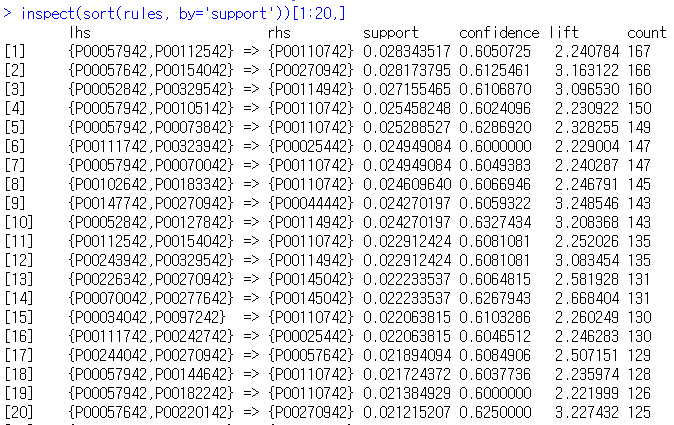 > inspect(sort(rules, by='support'))[1:20,]
lhs rhs support confidence lift count
[1] {P00057942,P00112542} => {P00110742} 0.028343517 0.6050725 2.240784 167
[2] {P00057642,P00154042} => {P00270942} 0.028173795 0.6125461 3.163122 166
[3] {P00052842,P00329542} => {P00114942} 0.027155465 0.6106870 3.096530 160
[4] {P00057942,P00105142} => {P00110742} 0.025458248 0.6024096 2.230922 150
[5] {P00057942,P00073842} => {P00110742} 0.025288527 0.6286920 2.328255 149
[6] {P00111742,P00323942} => {P00025442} 0.024949084 0.6000000 2.229004 147
[7] {P00057942,P00070042} => {P00110742} 0.024949084 0.6049383 2.240287 147
[8] {P00102642,P00183342} => {P00110742} 0.024609640 0.6066946 2.246791 145
[9] {P00147742,P00270942} => {P00044442} 0.024270197 0.6059322 3.248546 143
[10] {P00052842,P00127842} => {P00114942} 0.024270197 0.6327434 3.208368 143
[11] {P00112542,P00154042} => {P00110742} 0.022912424 0.6081081 2.252026 135
[12] {P00243942,P00329542} => {P00114942} 0.022912424 0.6081081 3.083454 135
[13] {P00226342,P00270942} => {P00145042} 0.022233537 0.6064815 2.581928 131
[14] {P00070042,P00277642} => {P00145042} 0.022233537 0.6267943 2.668404 131
[15] {P00034042,P0097242} => {P00110742} 0.022063815 0.6103286 2.260249 130
[16] {P00111742,P00242742} => {P00025442} 0.022063815 0.6046512 2.246283 130
[17] {P00244042,P00270942} => {P00057642} 0.021894094 0.6084906 2.507151 129
[18] {P00057942,P00144642} => {P00110742} 0.021724372 0.6037736 2.235974 128
[19] {P00057942,P00182242} => {P00110742} 0.021384929 0.6000000 2.221999 126
[20] {P00057642,P00220142} => {P00270942} 0.021215207 0.6250000 3.227432 125